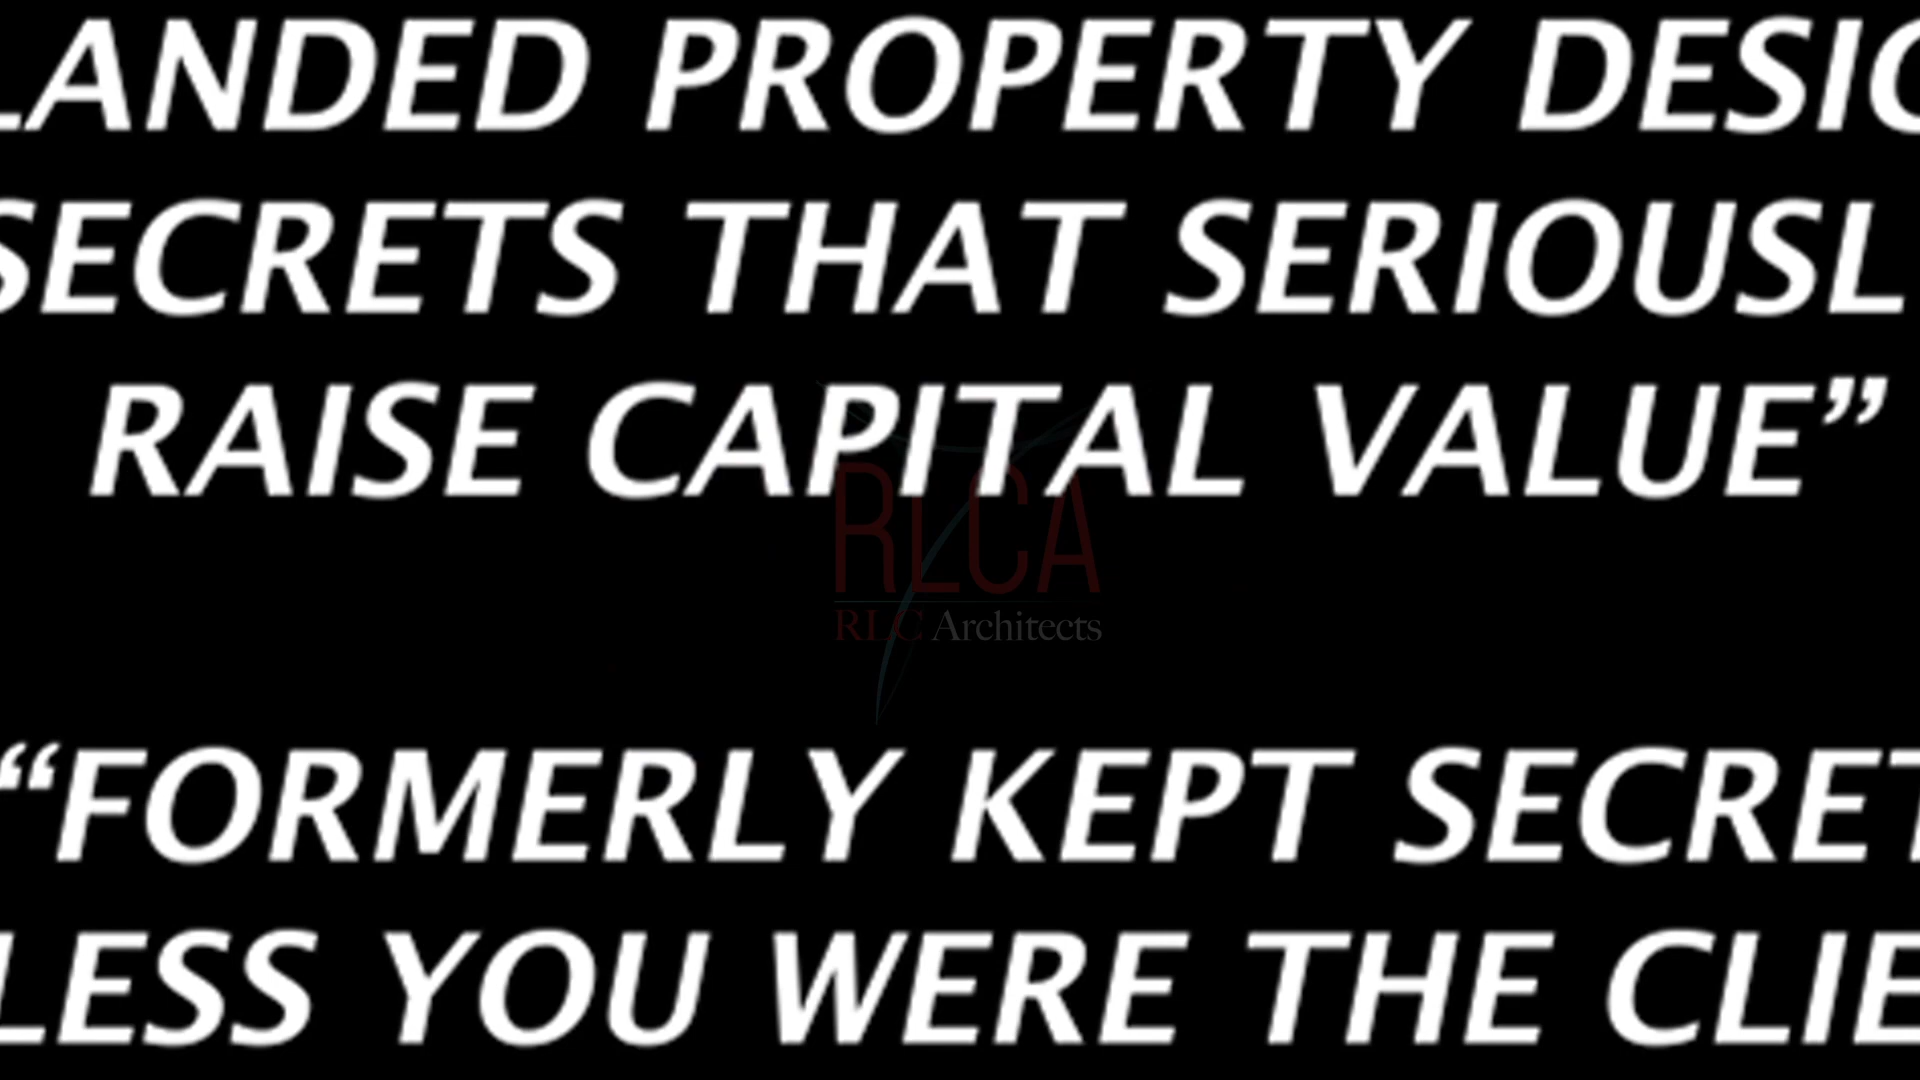 LANDED PROPERTY DESIG
SECRETS THAT SERIOUSL
RAISE CAPITAL VALUE”
RLCA
RLC Architects
“FORMERLY KEPT SECRET
LESS YOU WERE THE CLIE